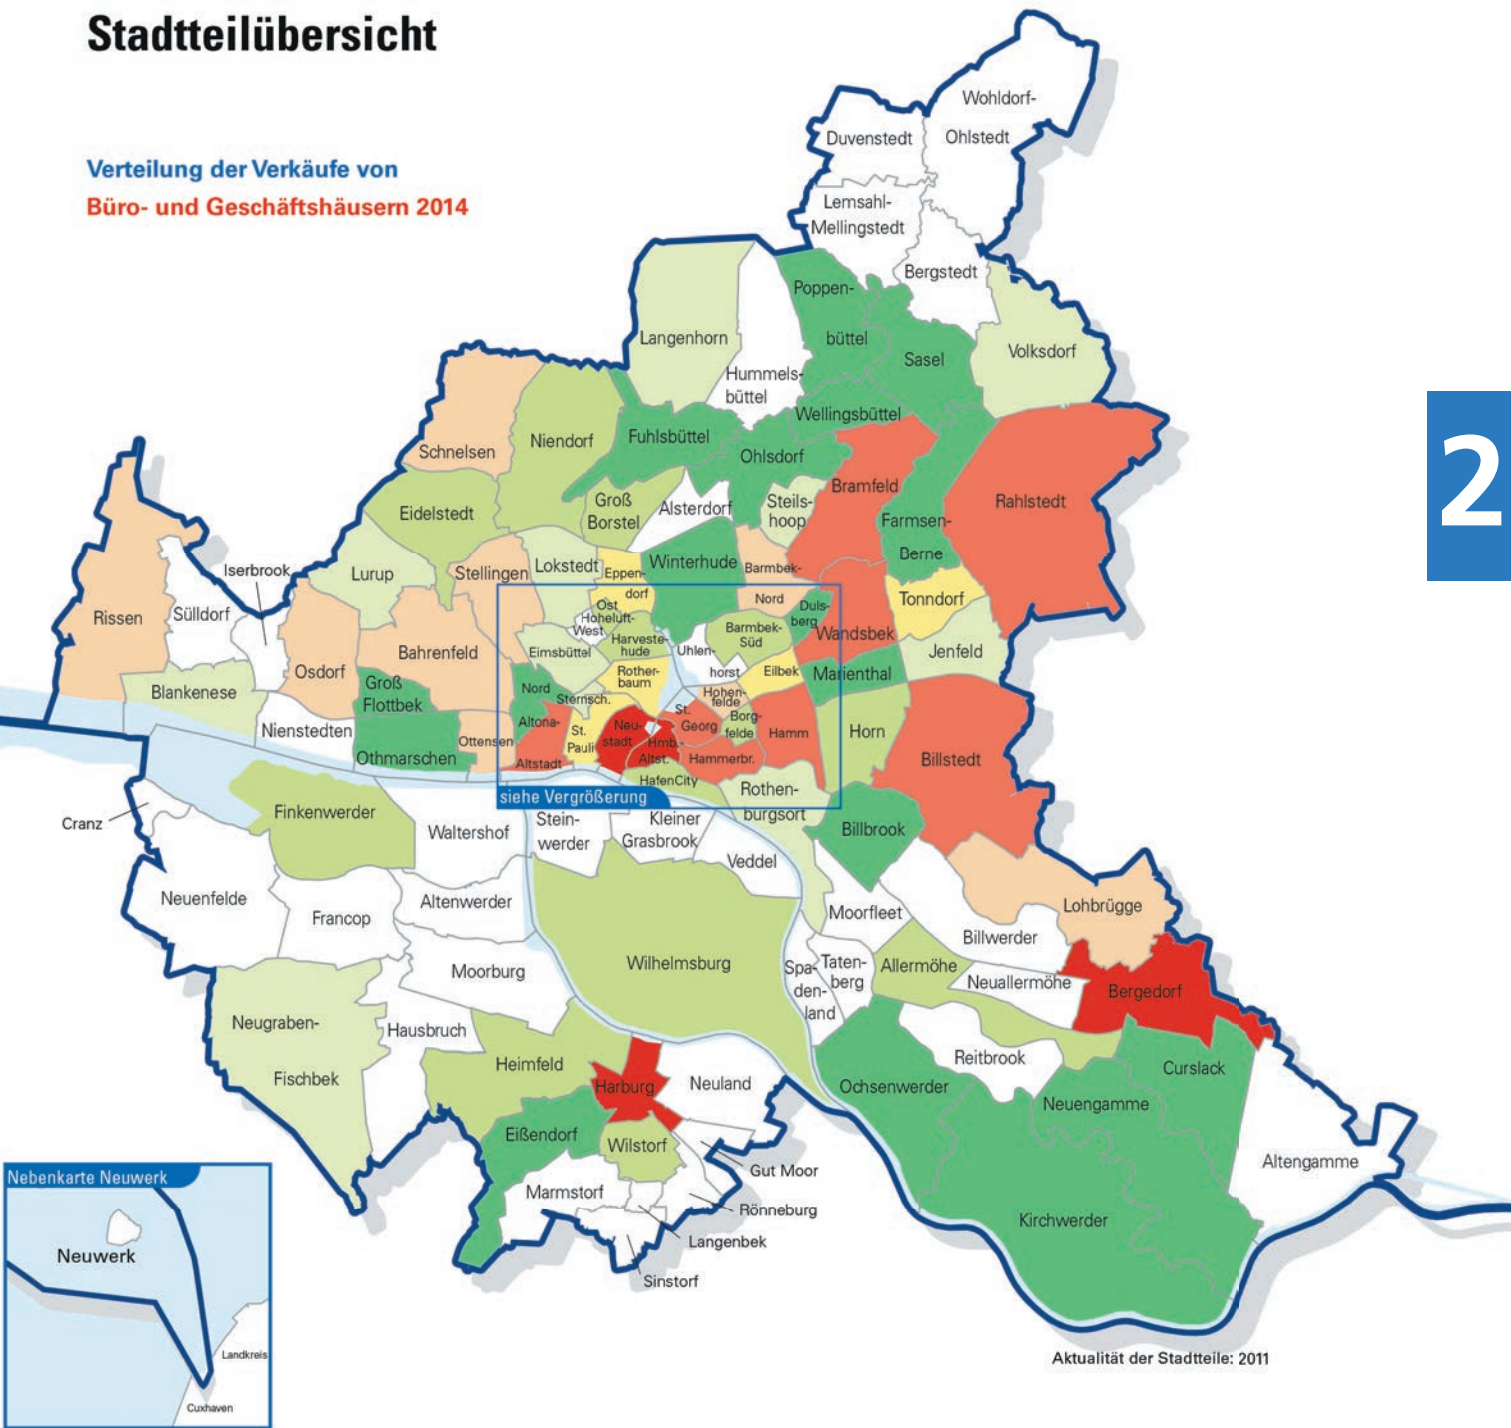 Stadtteilübersicht
Verteilung der Verkäufe von
Büro- und Geschäftshäusern 2014
2
Wohldorf-
Ohlstedt
Duvenstedt
Lemsahl-
Mellingstedt
Bergstedt
Poppen-
büttel
Langenhorn
Hummels-
büttel
Sasel
Volksdorf
Wellingsbüttel
Schnelsen
Niendorf
Fuhlsbüttel
Ohlsdorf
Bramfeld
Rahlstedt
Eidelstedt
Groß
Borstel
Alsterdorf
Steils-
hoop
Farmsen-
Berne
Iserbrook
Lurup
Stellingen
Lokstedt
Eppen-
dorf
Winterhude
Barmbek-
Nord
Duls-
berg
Tonndorf
Rissen
Sülldorf
Ost
Hoheluft-
West
Harveste-
hude
Barmbek-
Süd
Wandsbek
Osdorf
Bahrenfeld
Eimsbüttel
Uhlen-
horst
Jenfeld
Blankenese
Groß
Flottbek
Nord
Sternsch.
Rother-
baum
Eilbek
Marienthal
Hohen-
felde
Nienstedten
Othmarschen
Ottensen
Altona-
Altstadt
St.
Pauli
Neu-
stadt
Hmb.-
Altst.
St.
Georg
Borg-
felde
Hamm
Horn
Billstedt
Hammerbr.
HafenCity
Rothen-
burgsort
siehe Vergrößerung
Cranz
Finkenwerder
Waltershof
Stein-
werder
Kleiner
Grasbrook
Veddel
Billbrook
Neuenfelde
Francop
Altenwerder
Moorfleet
Lohbrügge
Billwerder
Moorburg
Wilhelmsburg
Spa-
den-
land
Taten-
berg
Allermöhe
Neuallermöhe
Bergedorf
Neugraben-
Fischbek
Hausbruch
Heimfeld
Harburg
Neuland
Reitbrook
Curslack
Ochsenwerder
Neuengamme
Eißendorf
Wilstorf
Gut Moor
Altengamme
Marmstorf
Rönneburg
Kirchwerder
Langenbek
Sinstorf
Nebenkarte Neuwerk
Neuwerk
Landkreis
Cuxhaven
Aktualität der Stadtteile: 2011